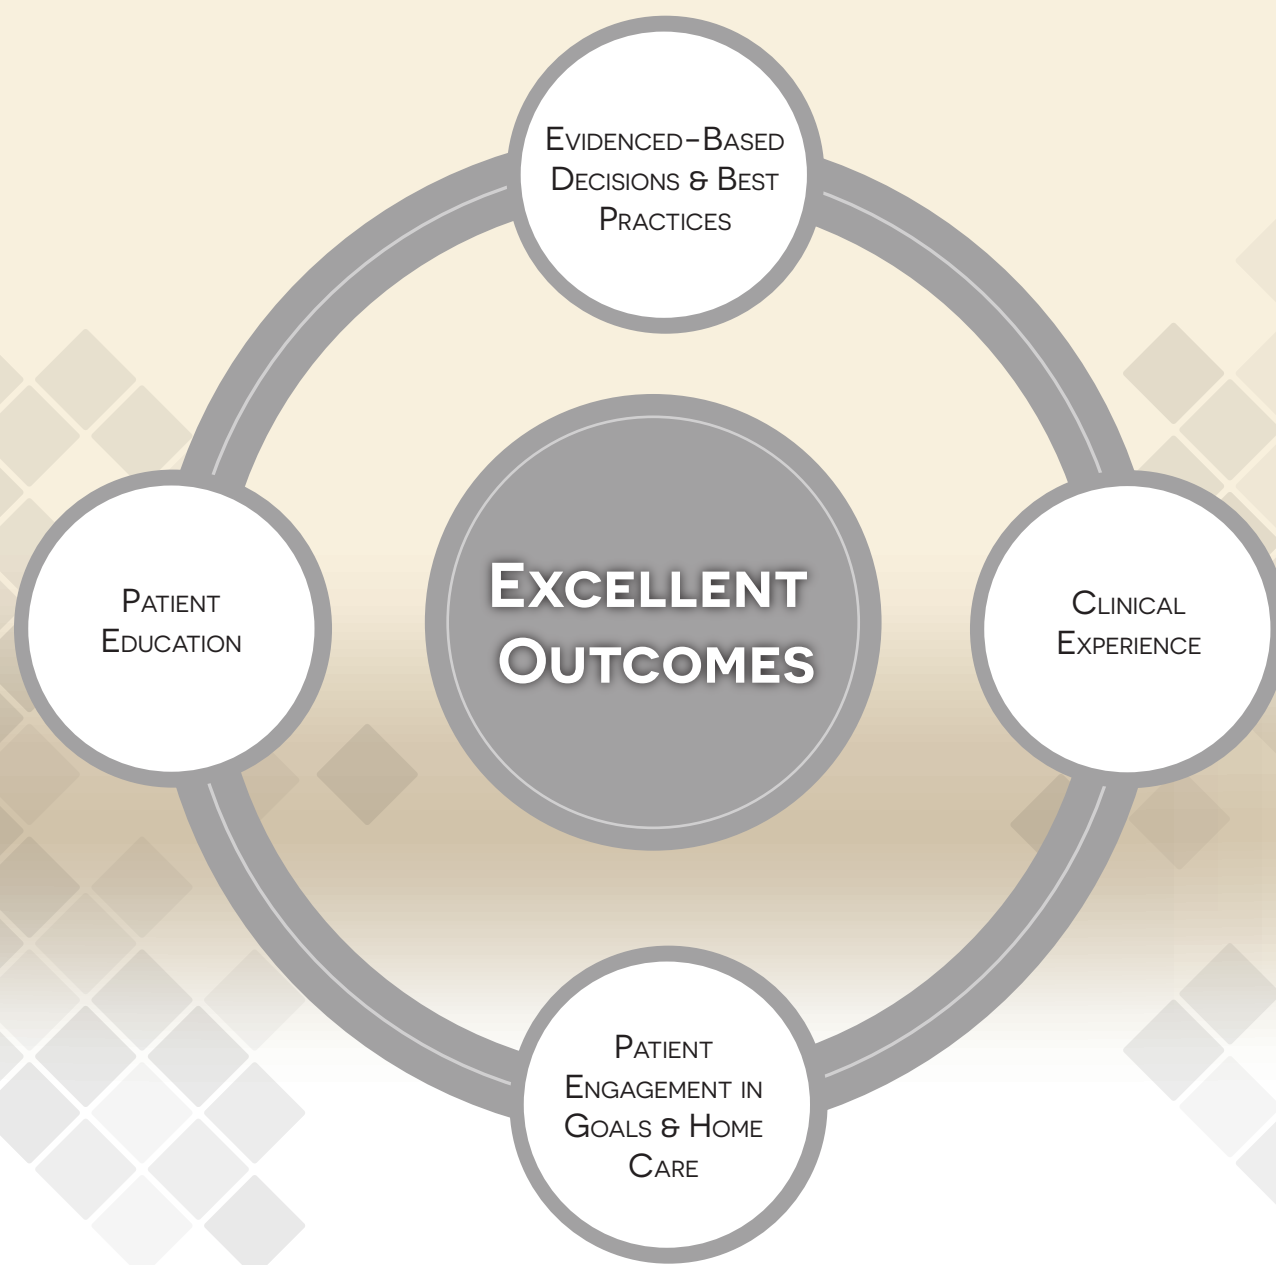 Evidenced-Based
Decisions & Best
Practices
Patient
Education
Excellent
Outcomes
Clinical
Experience
Patient
Engagement in
Goals & Home
Care